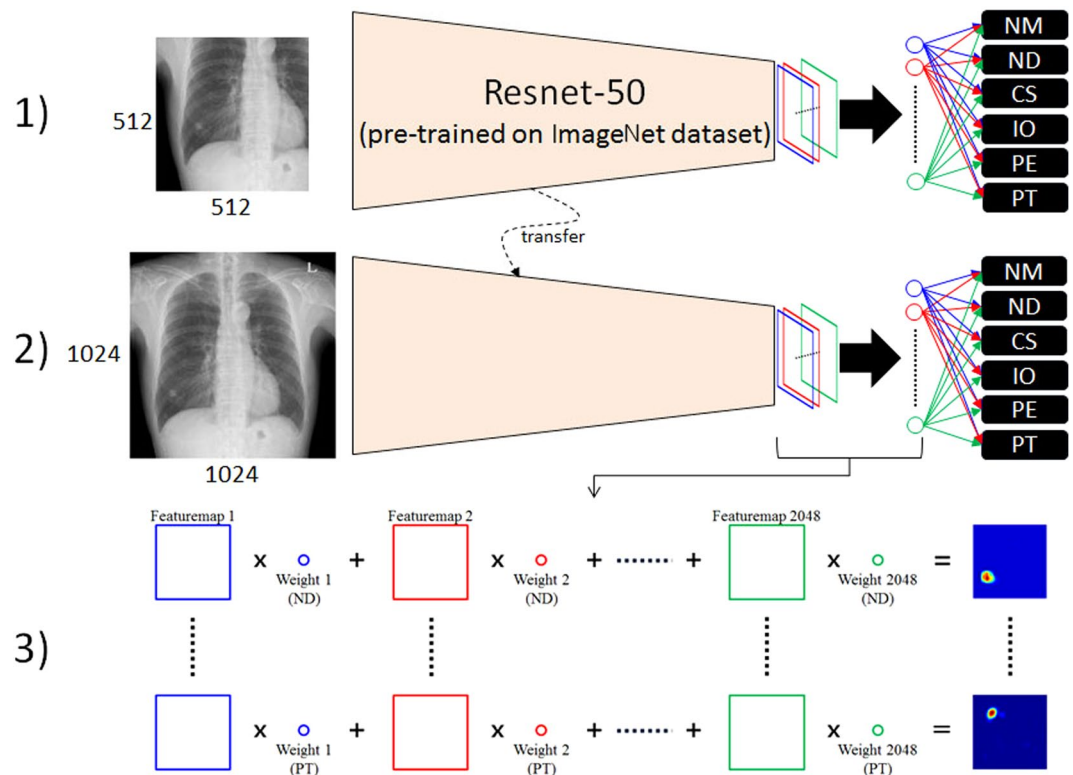 1)
512
512
Resnet-50
(pre-trained on ImageNet dataset)
NM
ND
CS
IO
PE
PT
transfer
2)
L
1024
1024
NM
ND
CS
IO
PE
PT
3)
Featuremap 1
Featuremap 2
Featuremap 2048
x
+
x
+
+
x
=
Weight 1
(ND)
Weight 2
(ND)
Weight 2048
(ND)
x
+
x
+
+
x
=
Weight 1
(PT)
Weight 2
(PT)
Weight 2048
(PT)